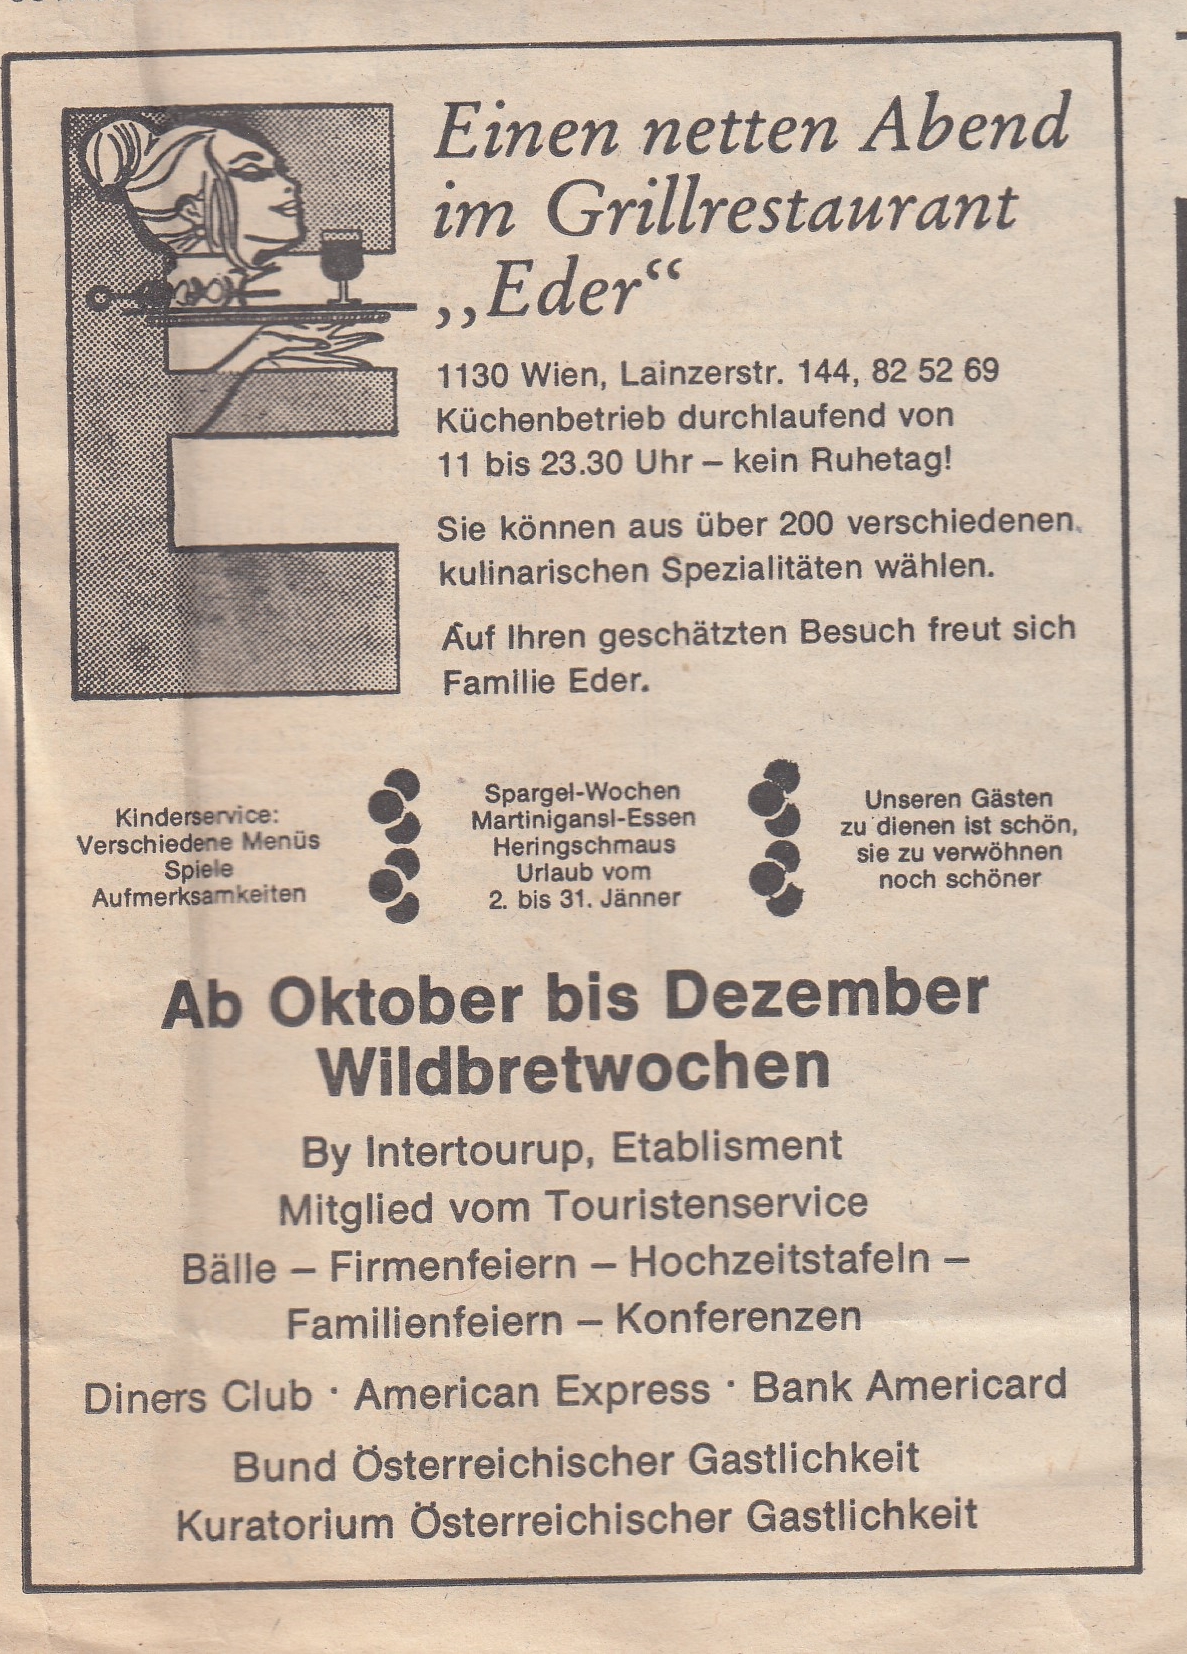 Einen netten Abend
im Grillrestaurant
,,Eder“
1130 Wien, Lainzerstr. 144, 82 52 69
Küchenbetrieb durchlaufend von
11 bis 23.30 Uhr – kein Ruhetag!
Sie können aus über 200 verschiedenen
kulinarischen Spezialitäten wählen.
Auf Ihren geschätzten Besuch freut sich
Familie Eder.
Kinderservice:
Verschiedene Menüs
Spiele
Aufmerksamkeiten
Spargel-Wochen
Martinigansl-Essen
Heringschmaus
Urlaub vom
2. bis 31. Jänner
Unseren Gästen
zu dienen ist schön,
sie zu verwöhnen
noch schöner
Ab Oktober bis Dezember
Wildbretwochen
By Intertourup, Etablisment
Mitglied vom Touristenservice
Bälle – Firmenfeiern – Hochzeitstafeln –
Familienfeiern – Konferenzen
Diners Club · American Express · Bank Americard
Bund Österreichischer Gastlichkeit
Kuratorium Österreichischer Gastlichkeit